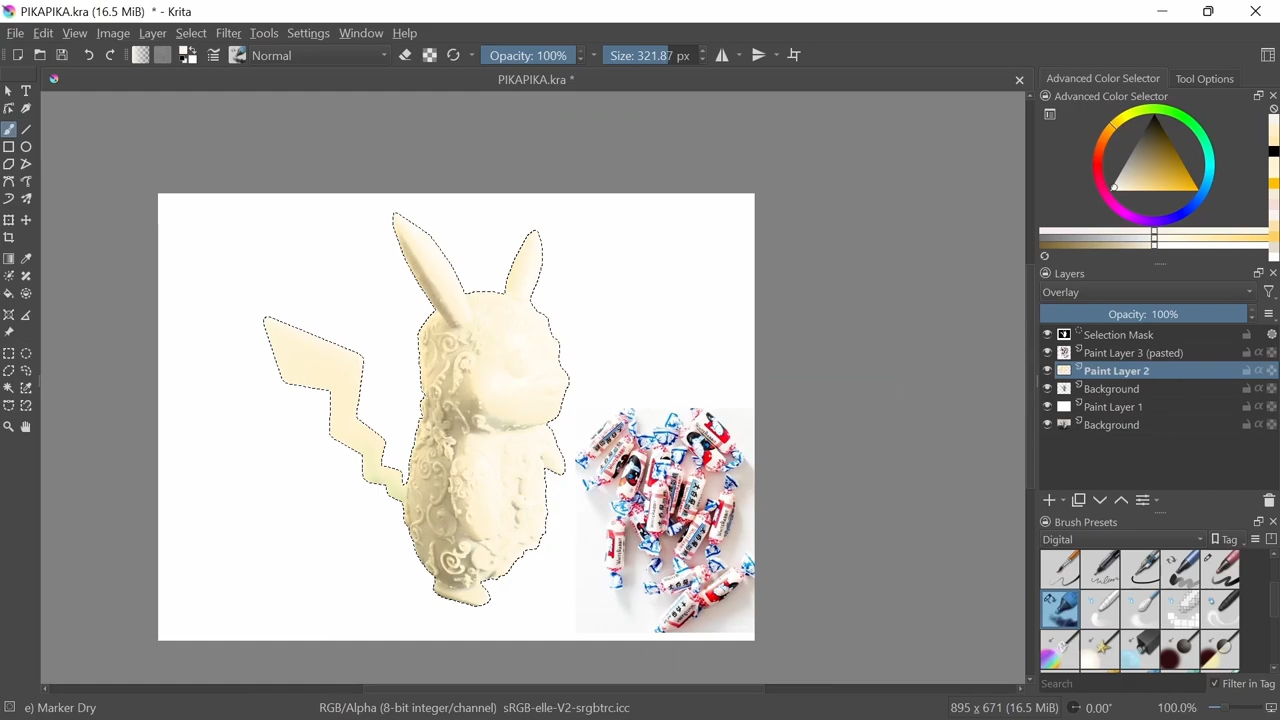 PIKAPIKA.kra (16.5 MiB) * - Krita
File Edit View Image Layer Select Filter Tools Settings Window Help
Normal Opacity: 100% Size: 321.87 px
PIKAPIKA.kra *
Advanced Color Selector Tool Options
Advanced Color Selector
Layers
Overlay
Opacity: 100%
Selection Mask
Paint Layer 3 (pasted)
Paint Layer 2
Background
Paint Layer 1
Background
Brush Presets
Digital Tag
Search Filter in Tag
e) Marker Dry RGB/Alpha (8-bit integer/channel) sRGB-elle-V2-srgbtrc.icc 895 x 671 (16.5 MiB) 0.00° 100.0%